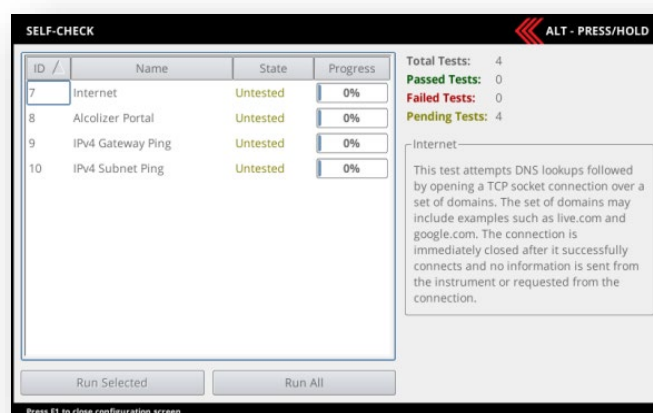 SELF-CHECK
ALT - PRESS/HOLD
ID Name State Progress
7 Internet Untested 0%
8 Alcolizer Portal Untested 0%
9 IPv4 Gateway Ping Untested 0%
10 IPv4 Subnet Ping Untested 0%
Run Selected Run All
Total Tests: 4
Passed Tests: 0
Failed Tests: 0
Pending Tests: 4
Internet
This test attempts DNS lookups followed
by opening a TCP socket connection over a
set of domains. The set of domains may
include examples such as live.com and
google.com. The connection is
immediately closed after it successfully
connects and no information is sent from
the instrument or requested from the
connection.
Press F1 to close configuration screen